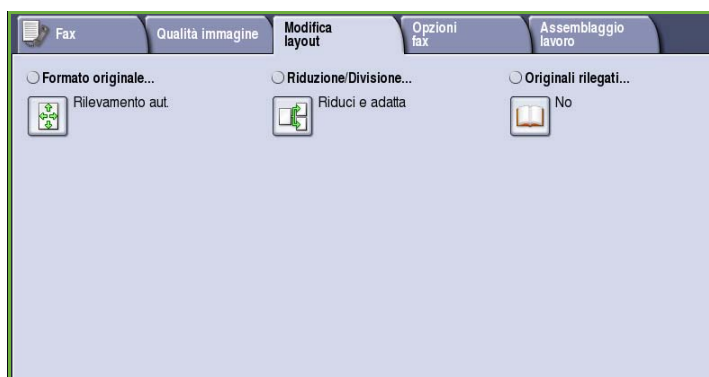 Fax
Qualità immagine
Modifica
layout
Opzioni
fax
Assemblaggio
lavoro
Formato originale...
Rilevamento aut.
Riduzione/Divisione...
Riduci e adatta
Originali rilegati...
No